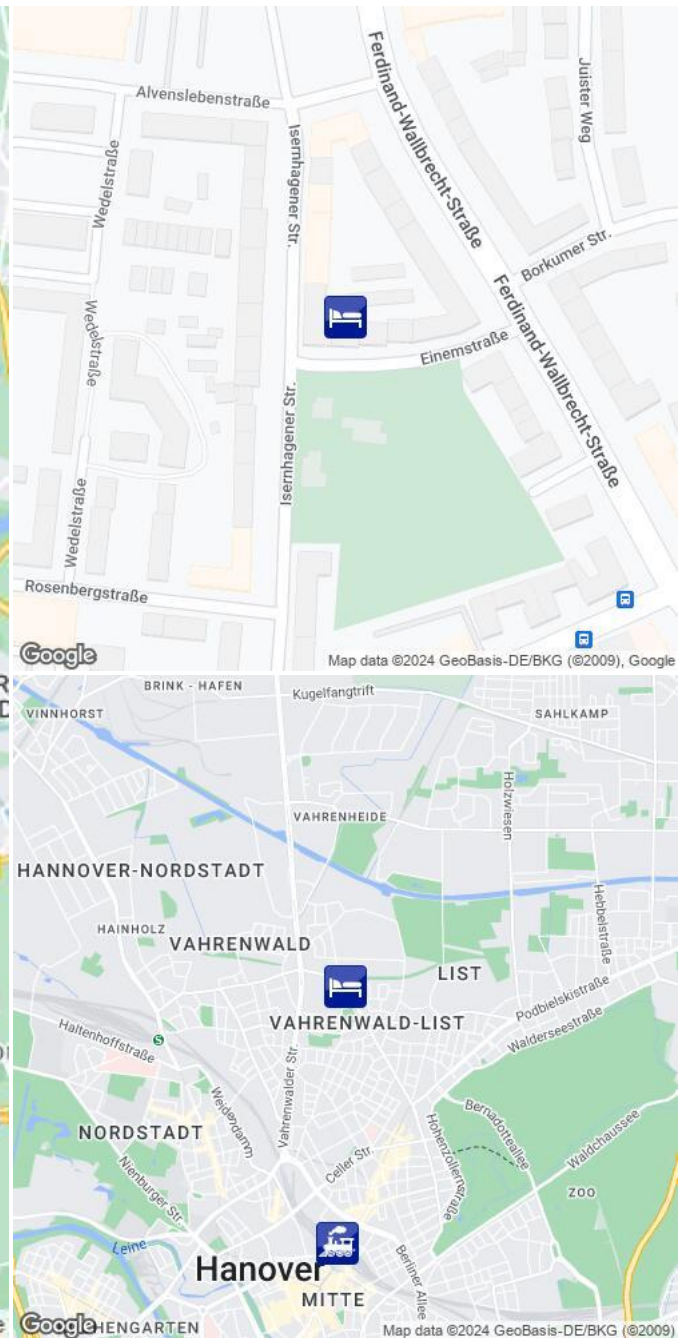 Alvenslebenstraße
Isernhagener Str.
Ferdinand-Wallbrecht-Straße
Juister Weg
Wedelstraße
Borkumer Str.
Wedelstraße
Ferdinand-Wallbrecht-Straße
Einemstraße
Isernhagener Str.
Wedelstraße
Rosenbergstraße
Google
Map data ©2024 GeoBasis-DE/BKG (©2009), Google
BRINK - HAFEN
Kugelfangtrift
VINNHORST
SAHLKAMP
Holzwiesen
VAHRENHEIDE
HANNOVER-NORDSTADT
Hebbelstraße
HAINHOLZ
VAHRENWALD
LIST
Podbielskistraße
VAHRENWALD-LIST
Walderseestraße
Haltenhoffstraße
S
Vahrenwalder Str.
Weidendamm
NORDSTADT
Bernadotteallee
Waldchaussee
Hohenzollernstraße
Celler Str.
Nienburger Str.
ZOO
Leine
Hanover
Berliner Allee
MITTE
Google
HENGARTEN
Map data ©2024 GeoBasis-DE/BKG (©2009)